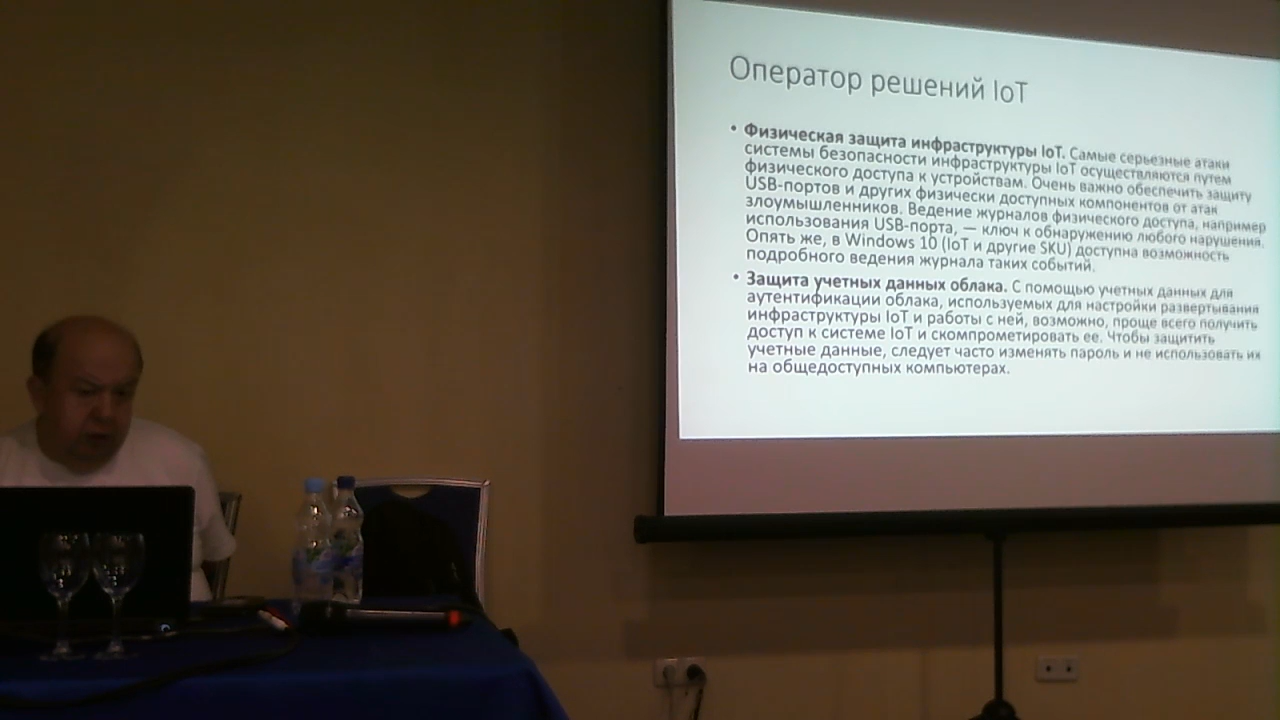 Оператор решений IoT
• Физическая защита инфраструктуры IoT. Самые серьезные атаки
системы безопасности инфраструктуры IoT осуществляются путем
физического доступа к устройствам. Очень важно обеспечить защиту
USB-портов и других физически доступных компонентов от атак
злоумышленников. Ведение журналов физического доступа, например
использования USB-порта, — ключ к обнаружению любого нарушения.
Опять же, в Windows 10 (IoT и другие SKU) доступна возможность
подробного ведения журнала таких событий.
• Защита учетных данных облака. С помощью учетных данных для
аутентификации облака, используемых для настройки развертывания
инфраструктуры IoT и работы с ней, возможно, проще всего получить
доступ к системе IoT и скомпрометировать ее. Чтобы защитить
учетные данные, следует часто изменять пароль и не использовать их
на общедоступных компьютерах.